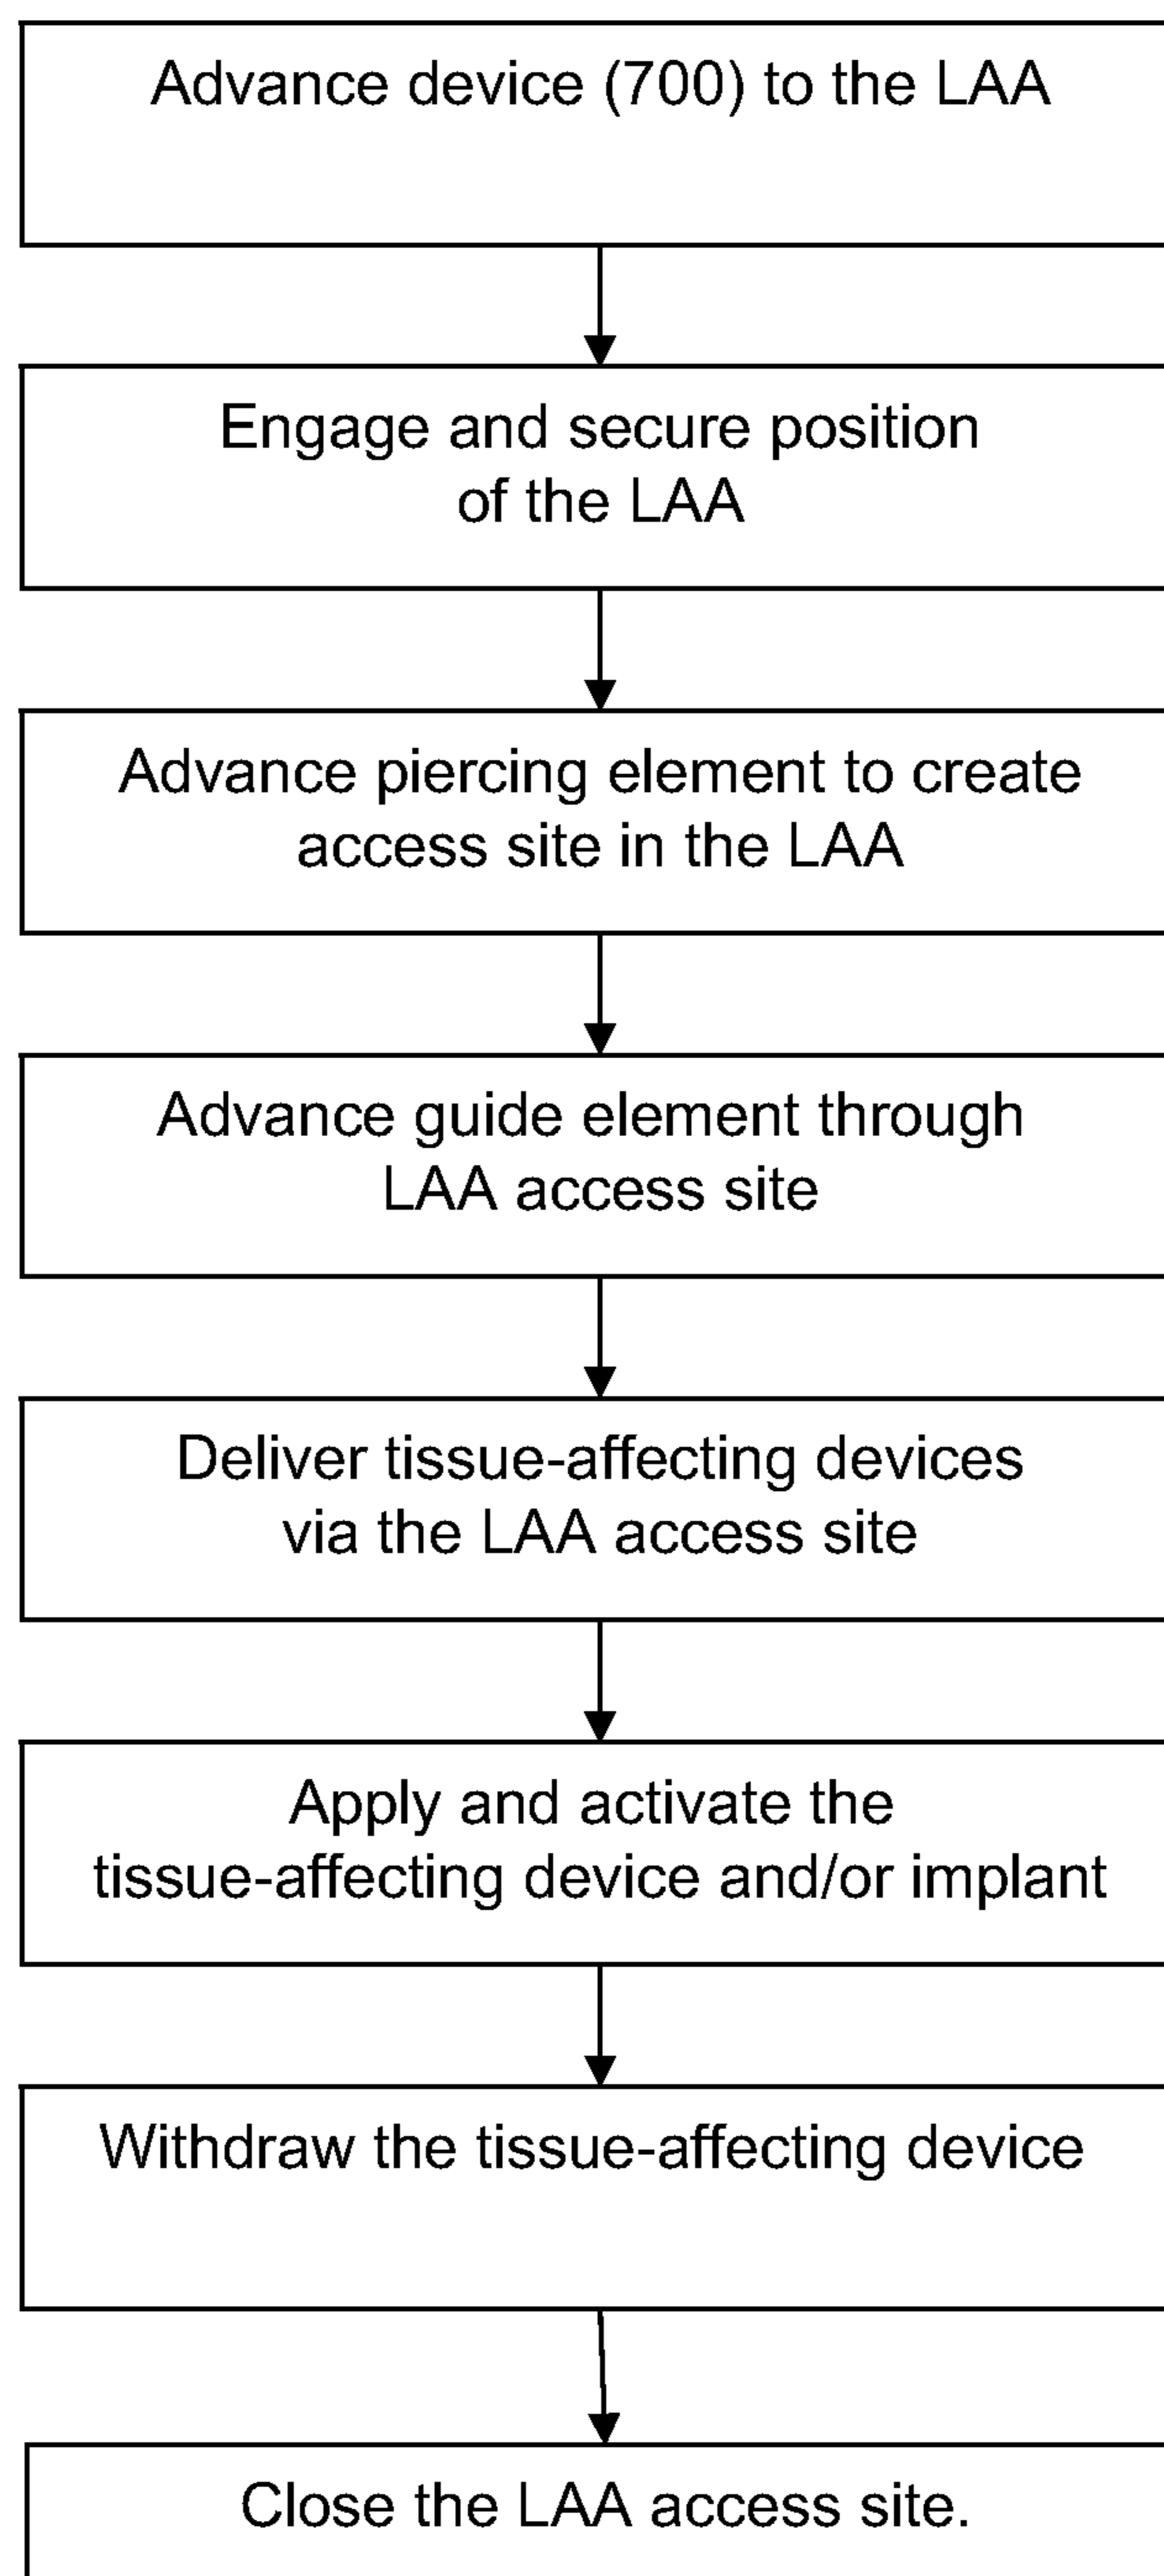 Advance device (700) to the LAA
Engage and secure position
of the LAA
Advance piercing element to create
access site in the LAA
Advance guide element through
LAA access site
Deliver tissue-affecting devices
via the LAA access site
Apply and activate the
tissue-affecting device and/or implant
Withdraw the tissue-affecting device
Close the LAA access site.